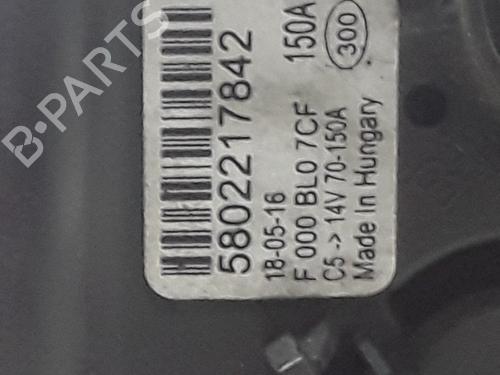 B-PARTS
5802217842
18-05-16 150A
F 000 BL0 7CF
C5 -> 14V 70-150A 300
Made In Hungary